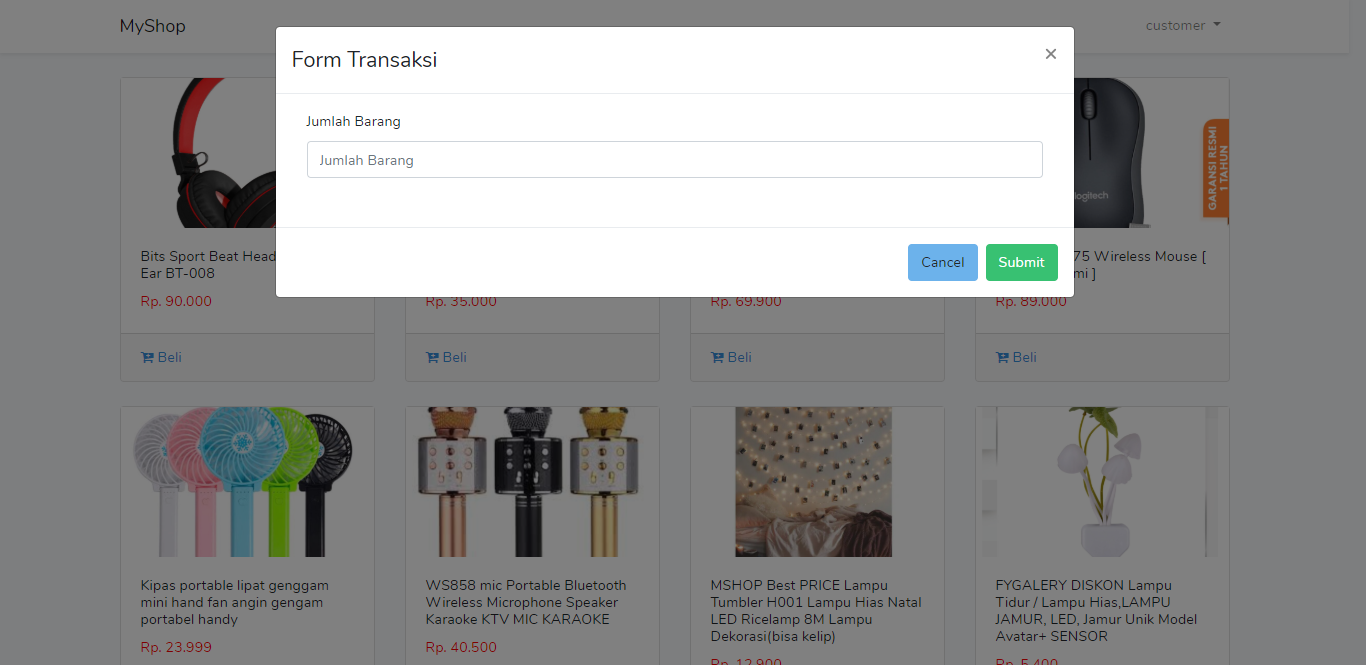 MyShop
customer
Form Transaksi
×
Jumlah Barang
Jumlah Barang
Cancel
Submit
logitech
GARANSI RESMI
1 TAHUN
Bits Sport Beat Head
Ear BT-008
Rp. 90.000
Rp. 35.000
Rp. 69.900
75 Wireless Mouse [
mi ]
Rp. 89.000
Beli
Beli
Beli
Beli
Kipas portable lipat genggam
mini hand fan angin gengam
portabel handy
Rp. 23.999
WS858 mic Portable Bluetooth
Wireless Microphone Speaker
Karaoke KTV MIC KARAOKE
Rp. 40.500
MSHOP Best PRICE Lampu
Tumbler H001 Lampu Hias Natal
LED Ricelamp 8M Lampu
Dekorasi(bisa kelip)
Rp. 12.900
FYGALERY DISKON Lampu
Tidur / Lampu Hias,LAMPU
JAMUR, LED, Jamur Unik Model
Avatar+ SENSOR
Rp. 5.400